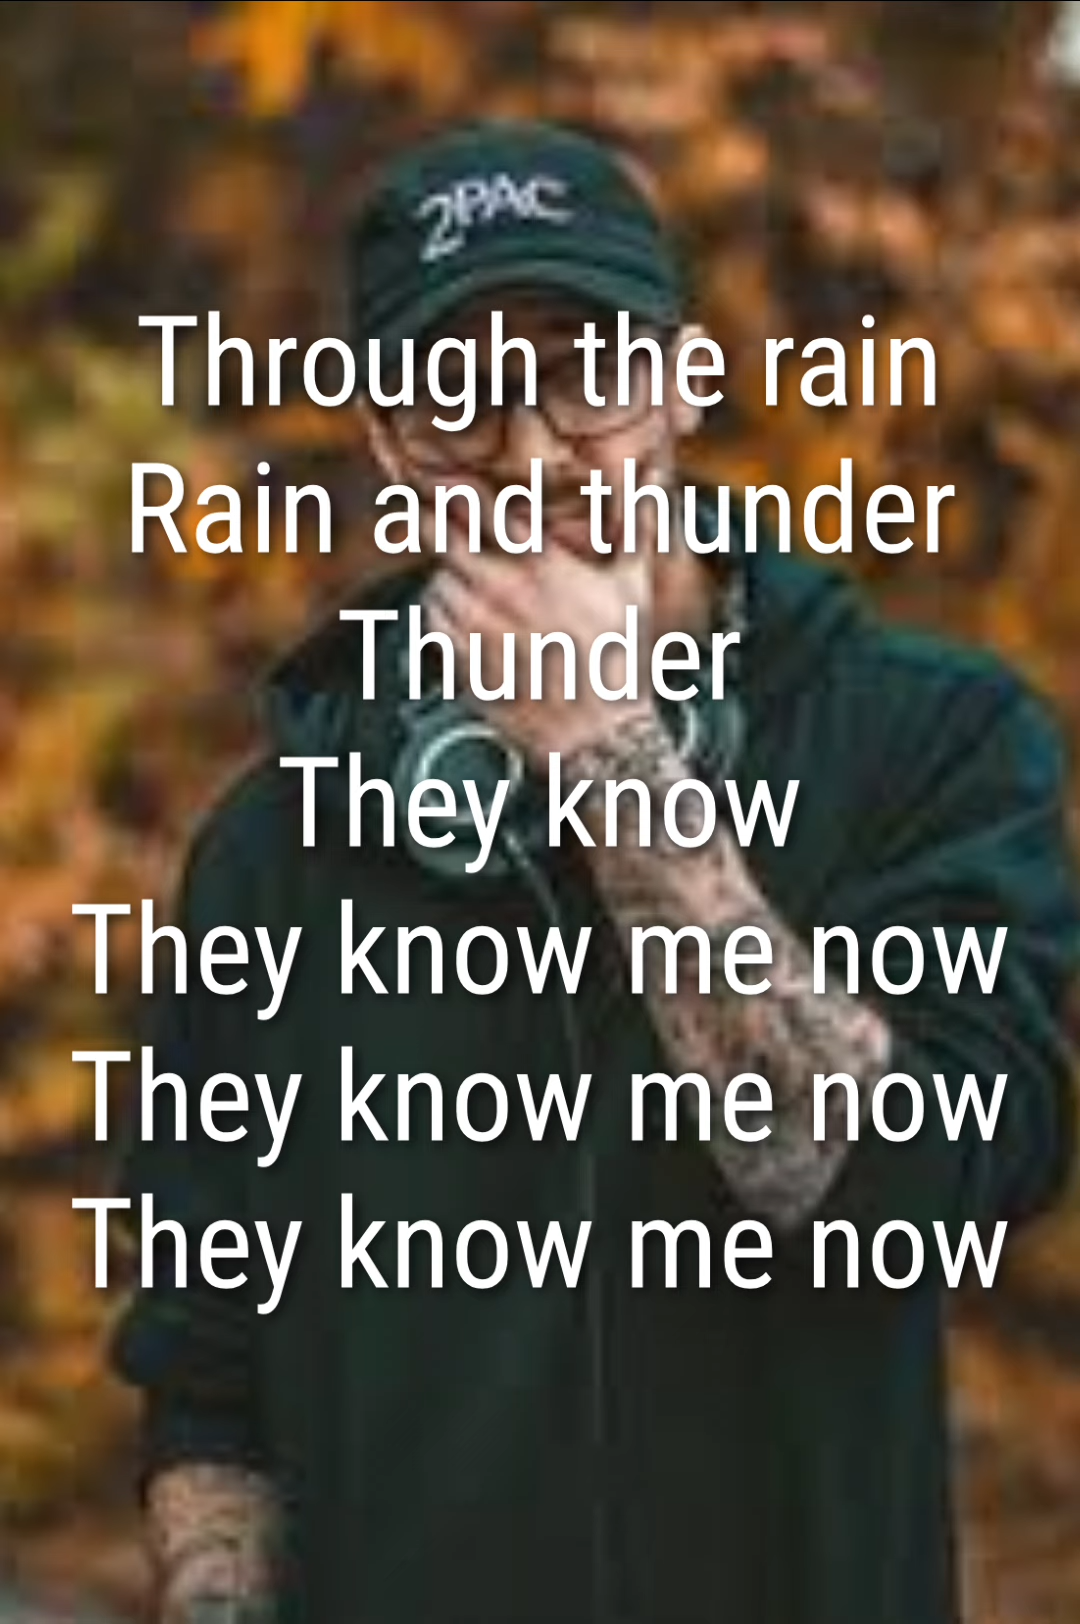 2PAC
Through the rain
Rain and thunder
Thunder
They know
They know me now
They know me now
They know me now